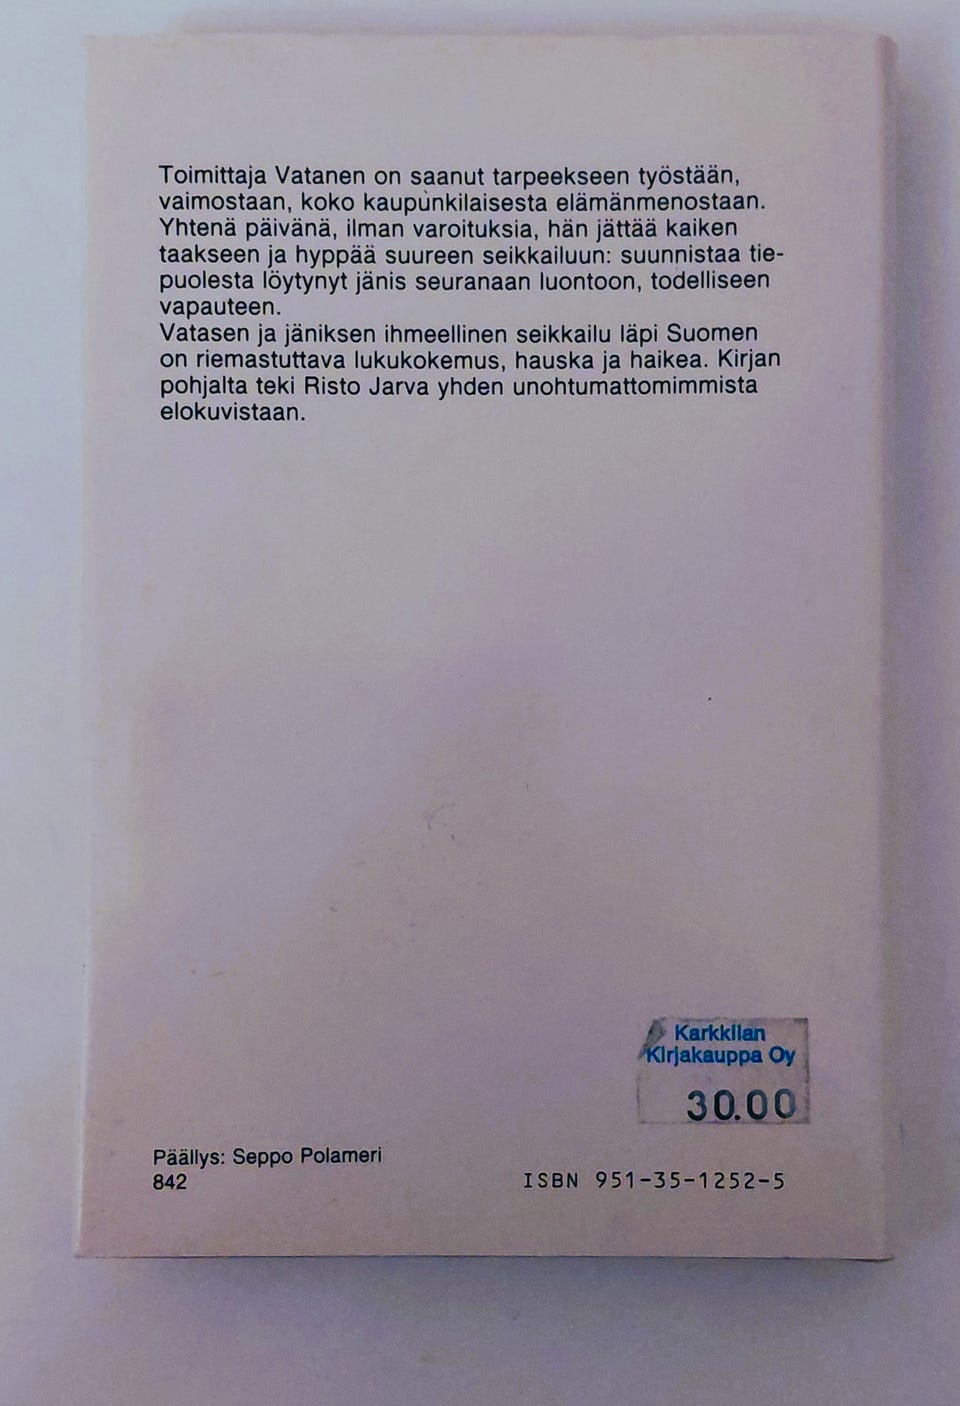 Toimittaja Vatanen on saanut tarpeekseen työstään,
vaimostaan, koko kaupunkilaisesta elämänmenostaan.
Yhtenä päivänä, ilman varoituksia, hän jättää kaiken
taakseen ja hyppää suureen seikkailuun: suunnistaa tie-
puolesta löytynyt jänis seuranaan luontoon, todelliseen
vapauteen.
Vatasen ja jäniksen ihmeellinen seikkailu läpi Suomen
on riemastuttava lukukokemus, hauska ja haikea. Kirjan
pohjalta teki Risto Jarva yhden unohtumattomimmista
elokuvistaan.
Karkkilan
Kirjakauppa Oy
30.00
Päällys: Seppo Polameri
842
ISBN 951-35-1252-5